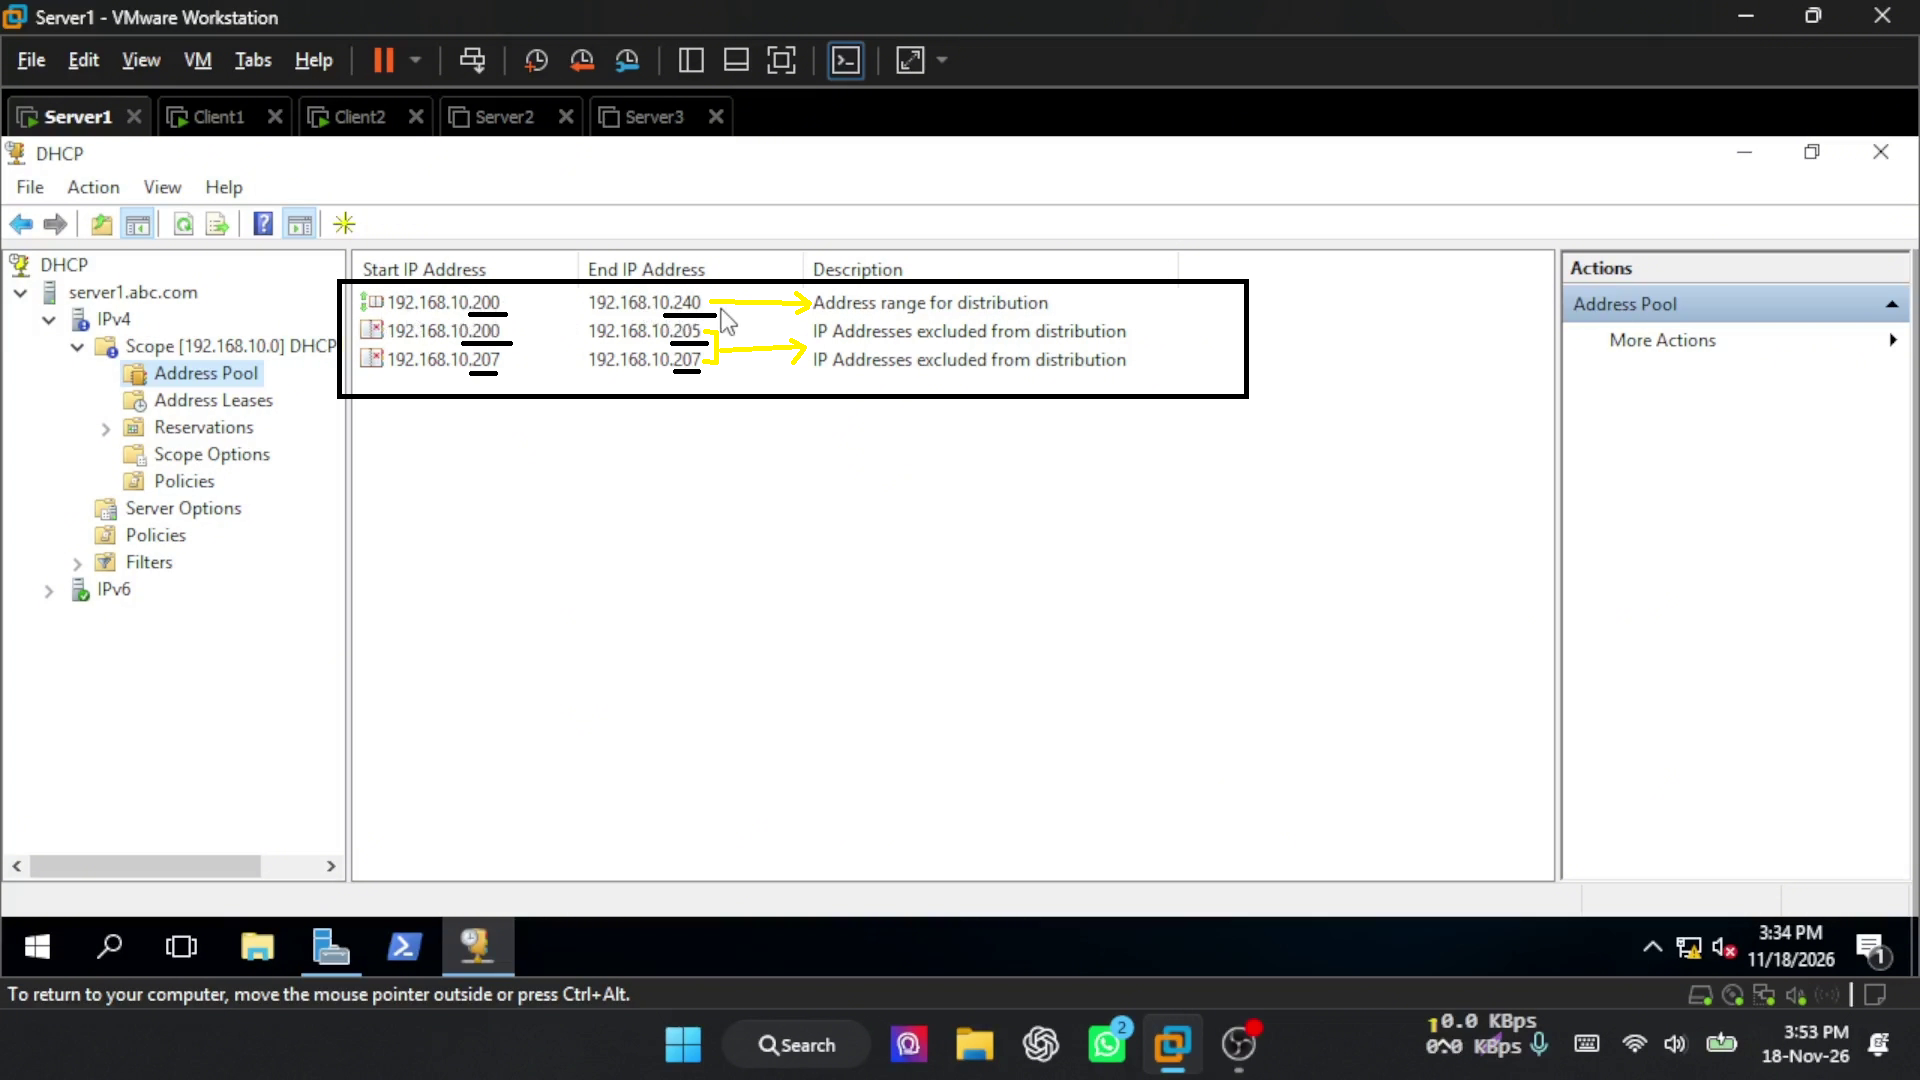 Server1 - VMware Workstation
File Edit View VM Tabs Help
Server1 Client1 Client2 Server2 Server3
DHCP
File Action View Help
DHCP
server1.abc.com
IPv4
Scope [192.168.10.0] DHCP
Address Pool
Address Leases
Reservations
Scope Options
Policies
Server Options
Policies
Filters
IPv6
Start IP Address End IP Address Description
192.168.10.200 192.168.10.240 Address range for distribution
192.168.10.200 192.168.10.205 IP Addresses excluded from distribution
192.168.10.207 192.168.10.207 IP Addresses excluded from distribution
Actions
Address Pool
More Actions
3:34 PM
11/18/2026
1
To return to your computer, move the mouse pointer outside or press Ctrl+Alt.
Search
2
0.0 KBps
0.0 KBps
3:53 PM
18-Nov-26